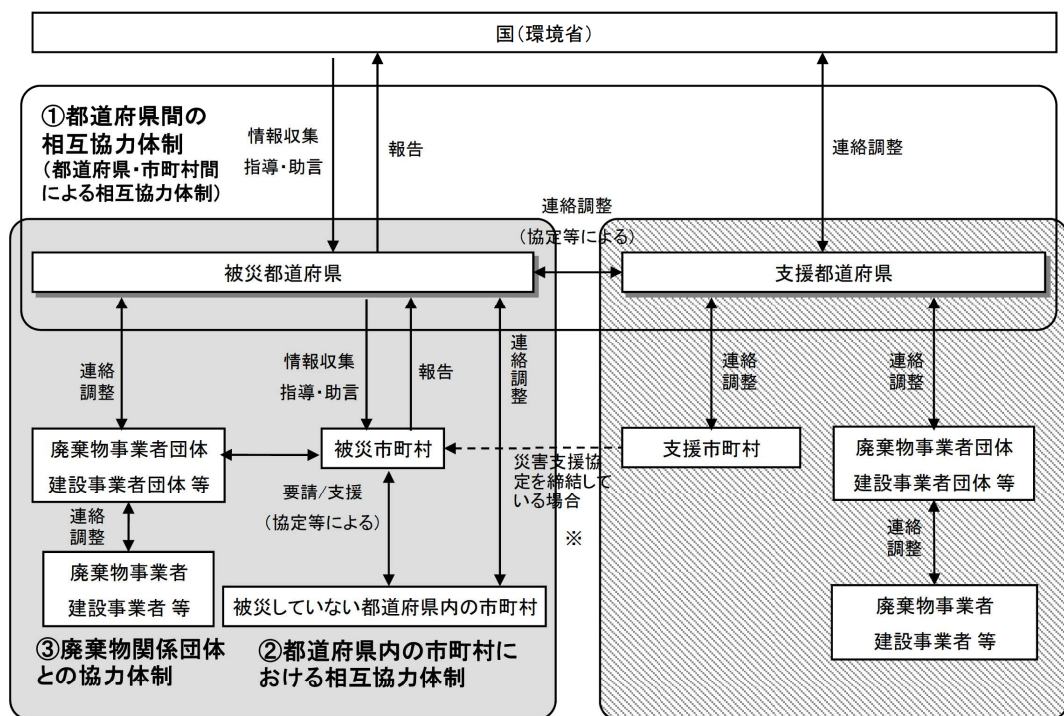 国（環境省）
①都道府県間の
相互協力体制
（都道府県・市町村間
による相互協力体制）
情報収集
指導・助言
報告
連絡調整
連絡調整
（協定等による）
被災都道府県
支援都道府県
連絡
調整
情報収集
指導・助言
報告
連絡調整
連絡
調整
連絡
調整
廃棄物事業者団体
建設事業者団体 等
被災市町村
支援市町村
廃棄物事業者団体
建設事業者団体 等
要請/支援
（協定等による）
災害支援協
定を締結して
いる場合
※
連絡
調整
連絡
調整
廃棄物事業者
建設事業者 等
被災していない都道府県内の市町村
廃棄物事業者
建設事業者 等
③廃棄物関係団体
との協力体制
②都道府県内の市町村に
おける相互協力体制